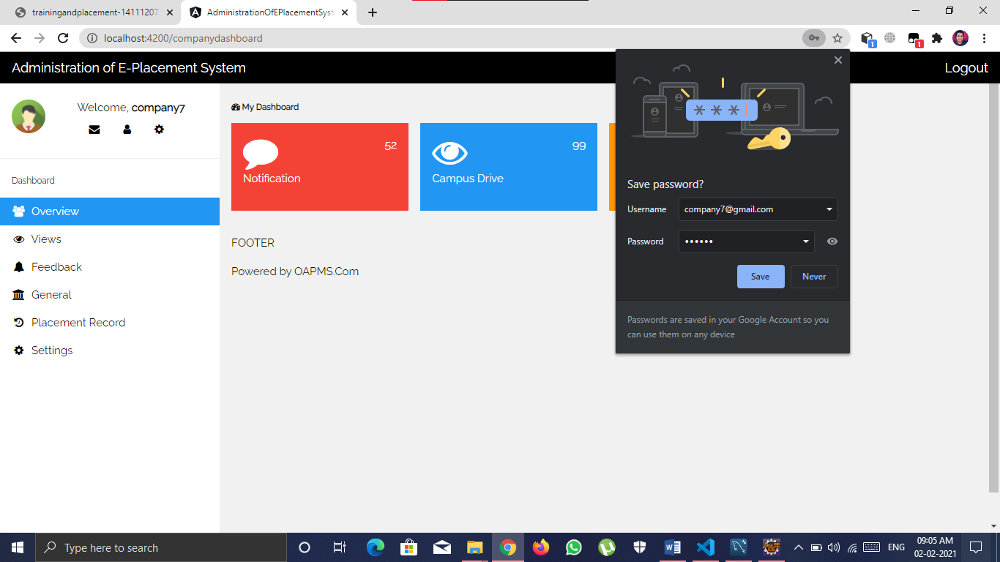 trainingandplacement-14111207
AdministrationOfEPlacementSyst
localhost:4200/companydashboard
1
1
Administration of E-Placement System
Logout
Welcome, company7
Dashboard
Overview
Views
Feedback
General
Placement Record
Settings
My Dashboard
52
Notification
99
Campus Drive
FOOTER
Powered by OAPMS.Com
Save password?
Username company7@gmail.com
Password ••••••
Save Never
Passwords are saved in your Google Account so you
can use them on any device
Type here to search
ENG
09:05 AM
02-02-2021